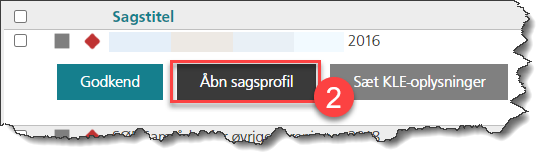 Sagstitel
2016
Godkend
Åbn sagsprofil
Sæt KLE-oplysninger
2